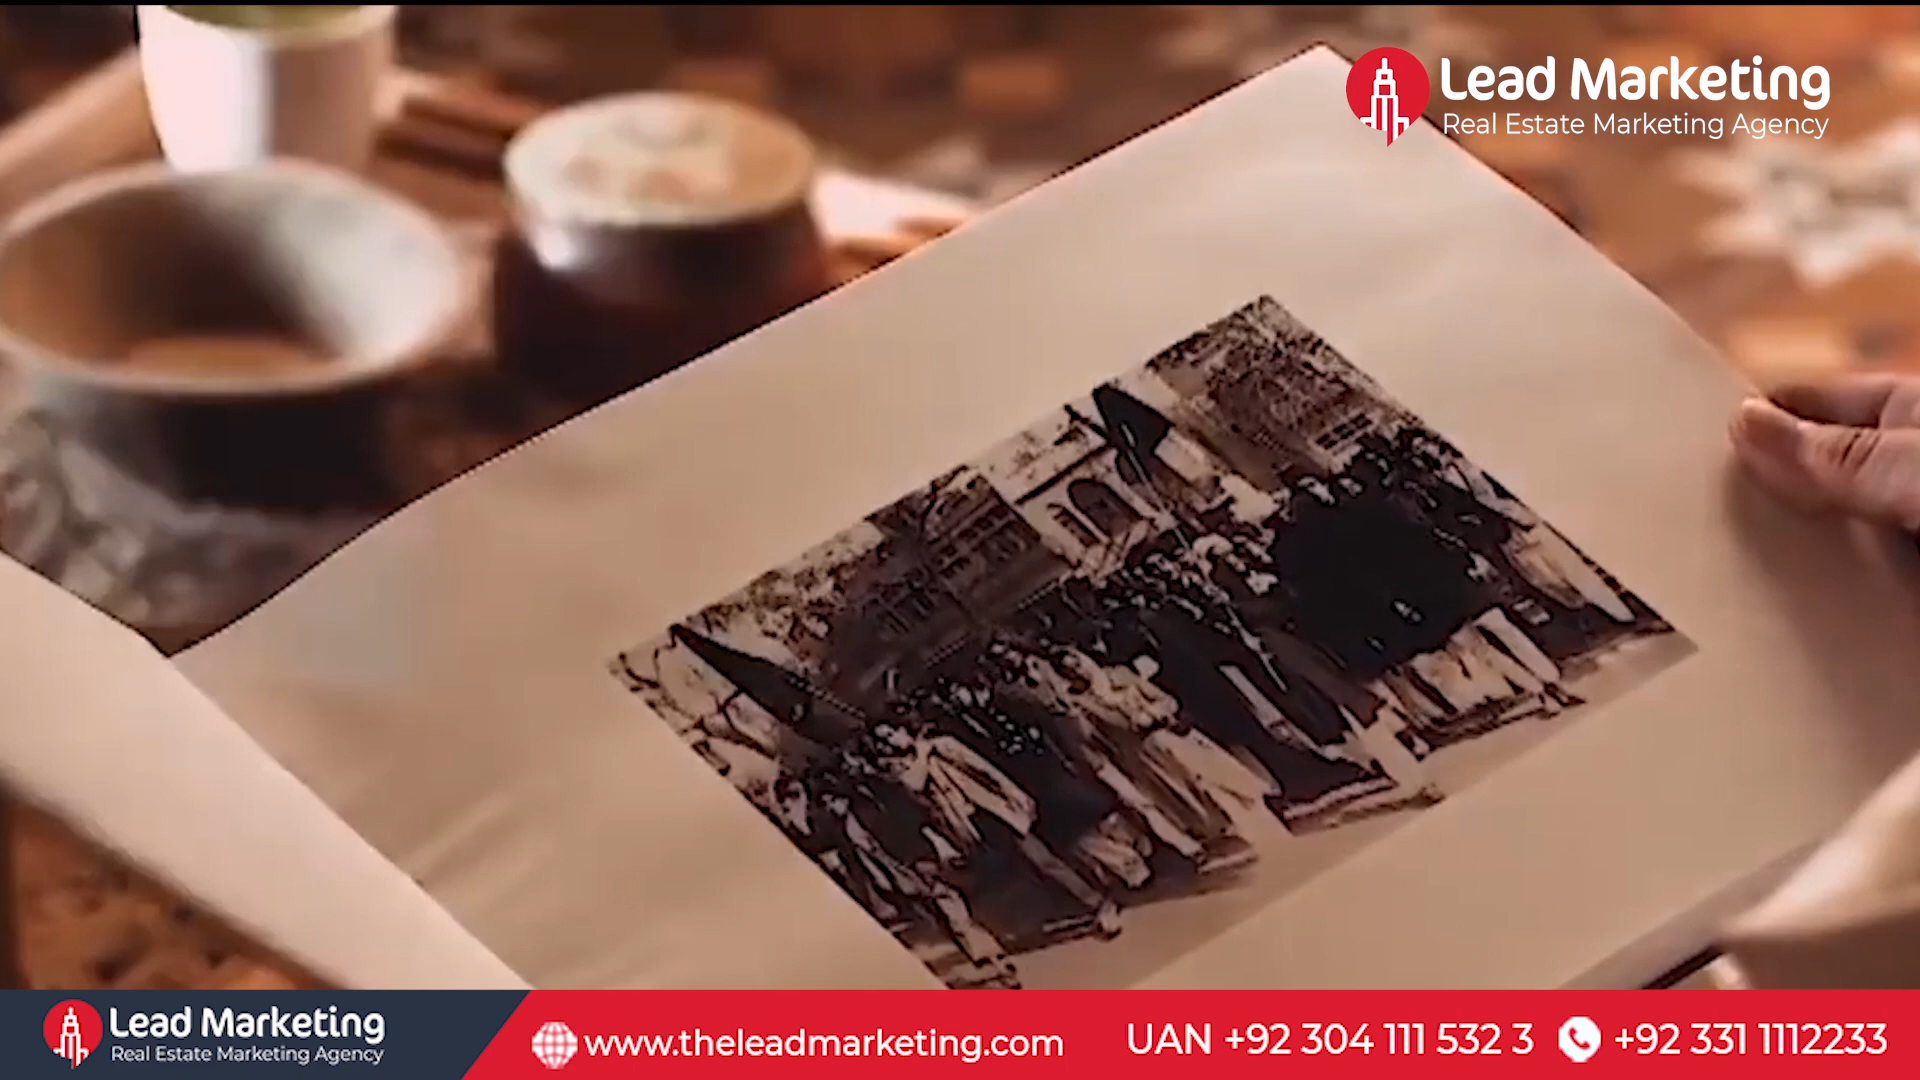 Lead Marketing
Real Estate Marketing Agency
Lead Marketing
Real Estate Marketing Agency
www.theleadmarketing.com
UAN +92 304 111 532 3
+92 331 1112233